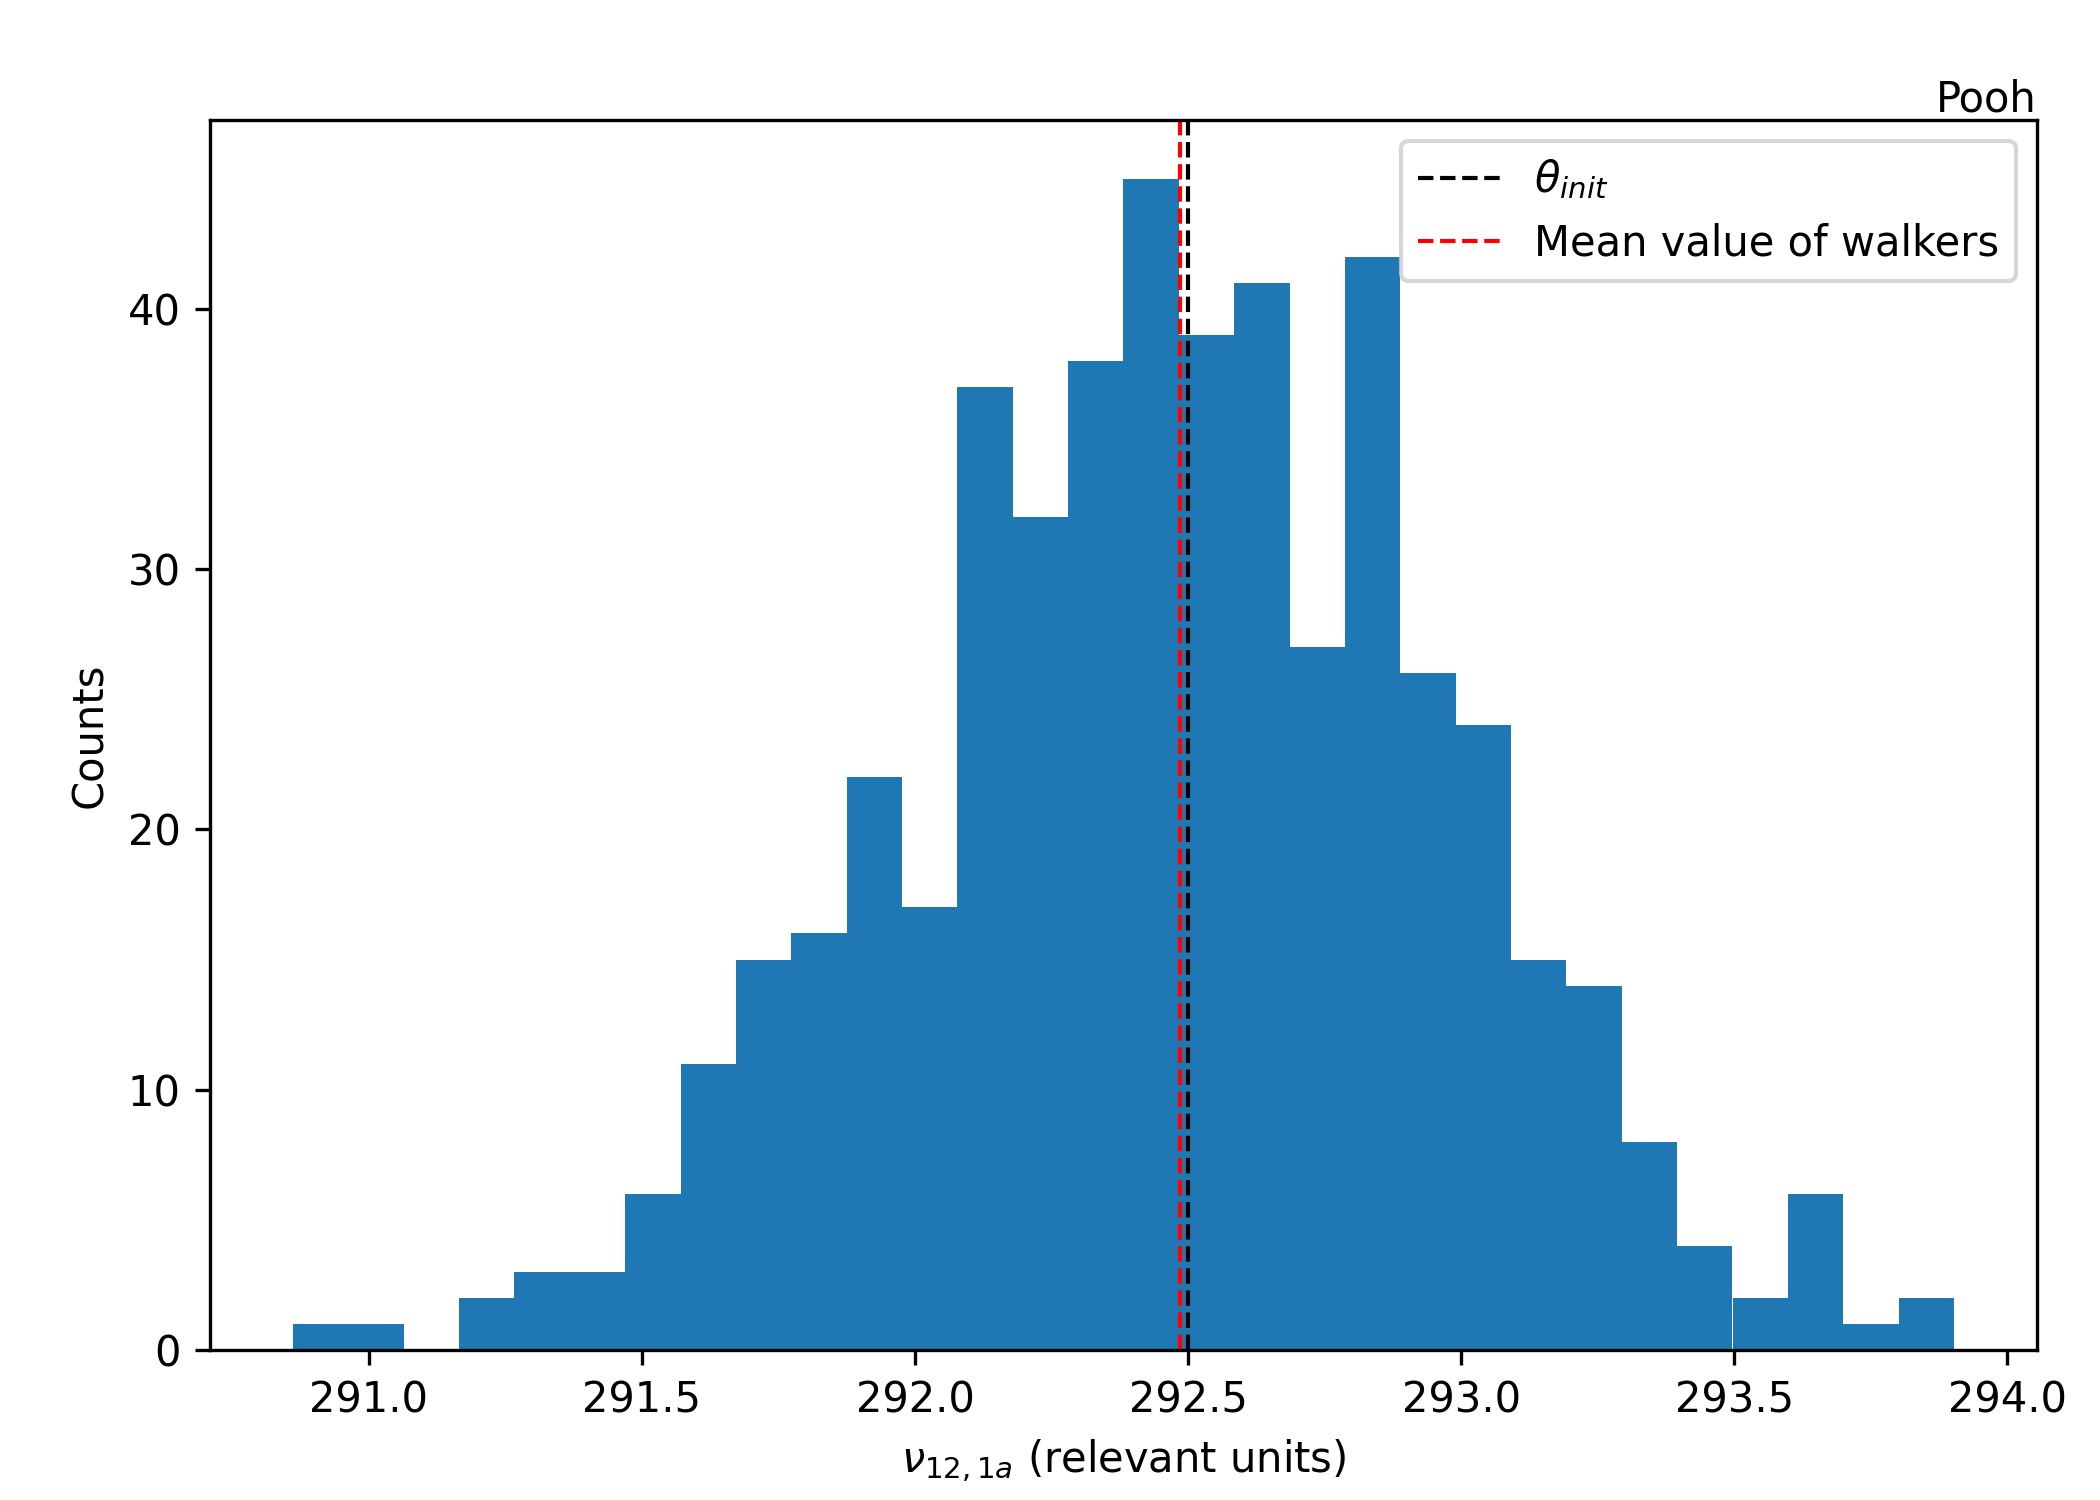 Pooh
θinit
Mean value of walkers
Counts
40
30
20
10
0
291.0 291.5 292.0 292.5 293.0 293.5 294.0
ν12, 1a (relevant units)